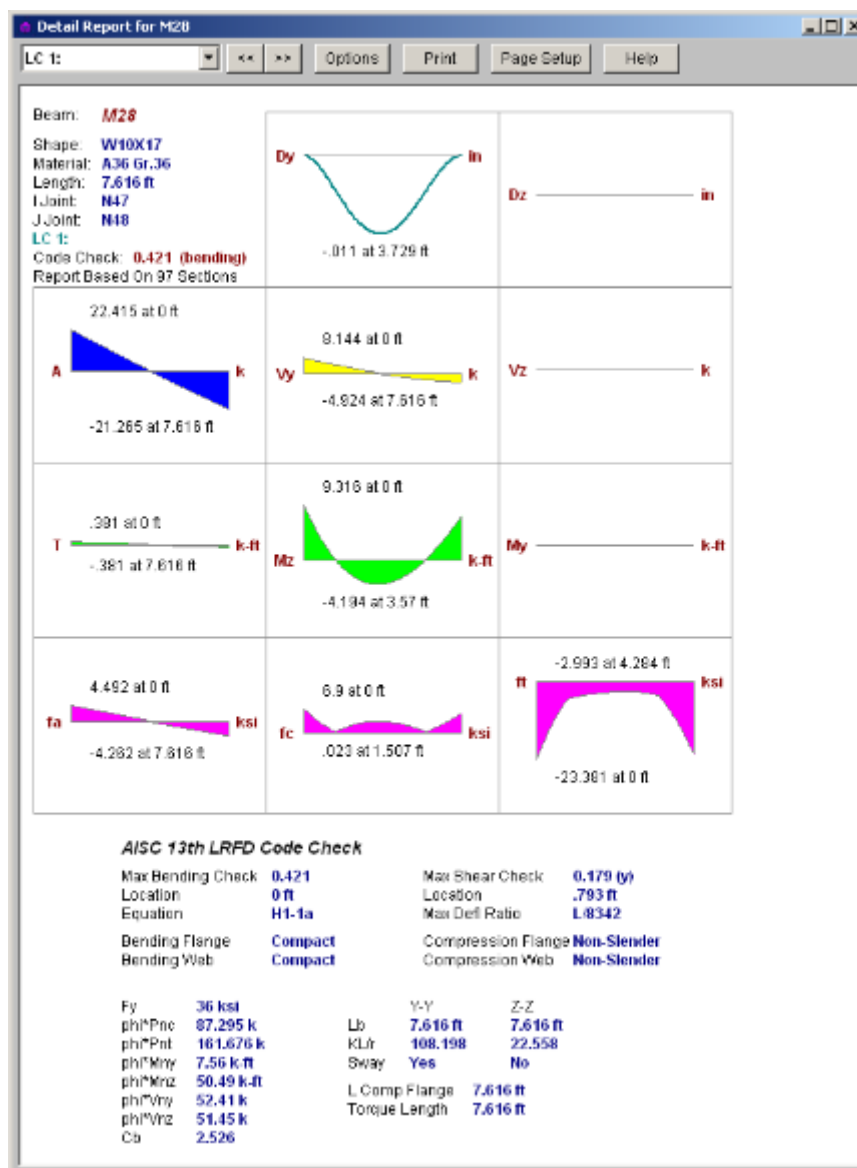 Detail Report for M28
LC 1: << >> Options Print Page Setup Help
Beam: M28
Shape: W10X17
Material: A36 Gr.36
Length: 7.616 ft
I Joint: N47
J Joint: N48
LC 1:
Code Check: 0.421 (bending)
Report Based On 97 Sections
Dy in
-.011 at 3.729 ft
Dz in
22.415 at 0 ft
A k
-21.265 at 7.616 ft
8.144 at 0 ft
Vy k
-4.924 at 7.616 ft
Vz k
.381 at 0 ft
T k-ft
-.381 at 7.616 ft
9.316 at 0 ft
Mz k-ft
-4.194 at 3.57 ft
My k-ft
4.492 at 0 ft
fa ksi
-4.262 at 7.616 ft
6.9 at 0 ft
fc ksi
.023 at 1.507 ft
-2.993 at 4.284 ft
ft ksi
-23.381 at 0 ft
AISC 13th LRFD Code Check
Max Bending Check 0.421 Max Shear Check 0.179 (y)
Location 0 ft Location .793 ft
Equation H1-1a Max Defl Ratio L/8342
Bending Flange Compact Compression Flange Non-Slender
Bending Web Compact Compression Web Non-Slender
Fy 36 ksi Y-Y Z-Z
phi*Pnc 87.295 k Lb 7.616 ft 7.616 ft
phi*Pnt 161.676 k KL/r 108.198 22.558
phi*Mny 7.56 k-ft Sway Yes No
phi*Mnz 50.49 k-ft L Comp Flange 7.616 ft
phi*Vny 52.41 k Torque Length 7.616 ft
phi*Vnz 51.45 k
Cb 2.526